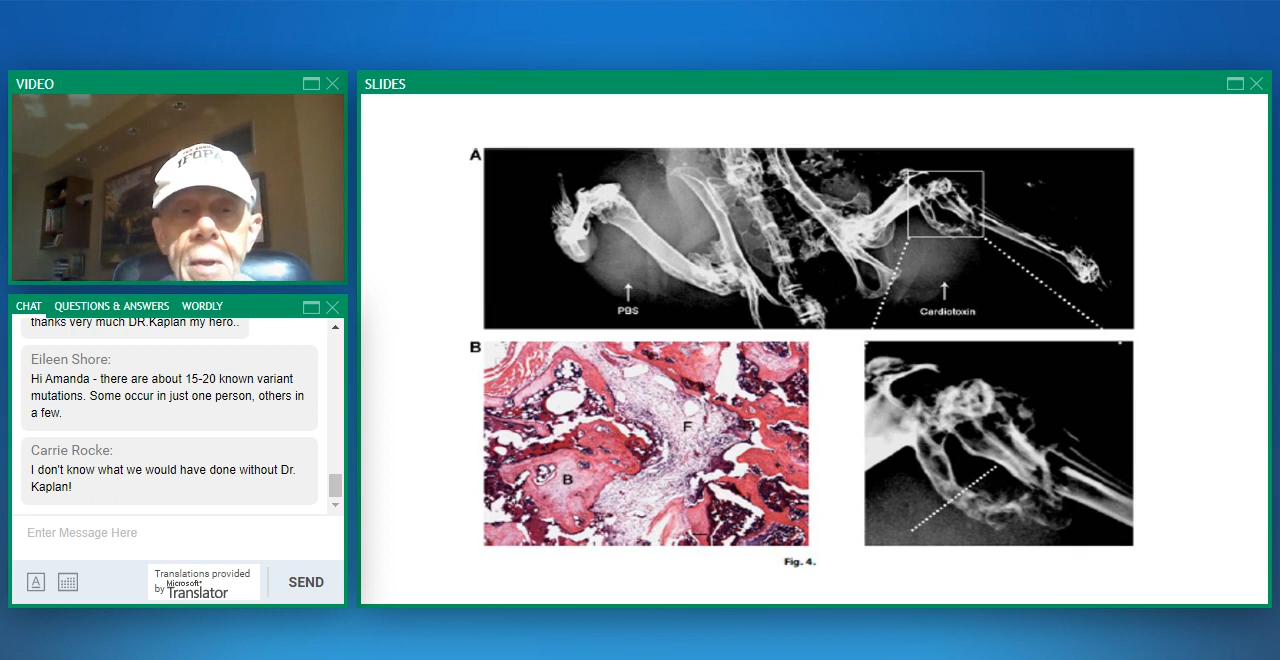 VIDEO
IFOPA
CHAT
QUESTIONS & ANSWERS
WORDLY
thanks very much DR.Kaplan my hero..
Eileen Shore:
Hi Amanda - there are about 15-20 known variant
mutations. Some occur in just one person, others in
a few.
Carrie Rocke:
I don't know what we would have done without Dr.
Kaplan!
Enter Message Here
A
Translations provided
by Microsoft®
Translator
SEND
SLIDES
A
PBS
Cardiotoxin
B
F
B
Fig. 4.